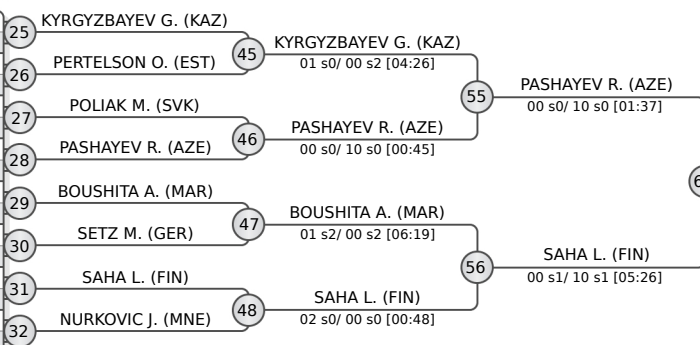 25
KYRGYZBAYEV G. (KAZ)
26
PERTELSON O. (EST)
45
KYRGYZBAYEV G. (KAZ)
01 s0/ 00 s2 [04:26]
27
POLIAK M. (SVK)
28
PASHAYEV R. (AZE)
46
PASHAYEV R. (AZE)
00 s0/ 10 s0 [00:45]
55
PASHAYEV R. (AZE)
00 s0/ 10 s0 [01:37]
29
BOUSHITA A. (MAR)
30
SETZ M. (GER)
47
BOUSHITA A. (MAR)
01 s2/ 00 s2 [06:19]
31
SAHA L. (FIN)
32
NURKOVIC J. (MNE)
48
SAHA L. (FIN)
02 s0/ 00 s0 [00:48]
56
SAHA L. (FIN)
00 s1/ 10 s1 [05:26]